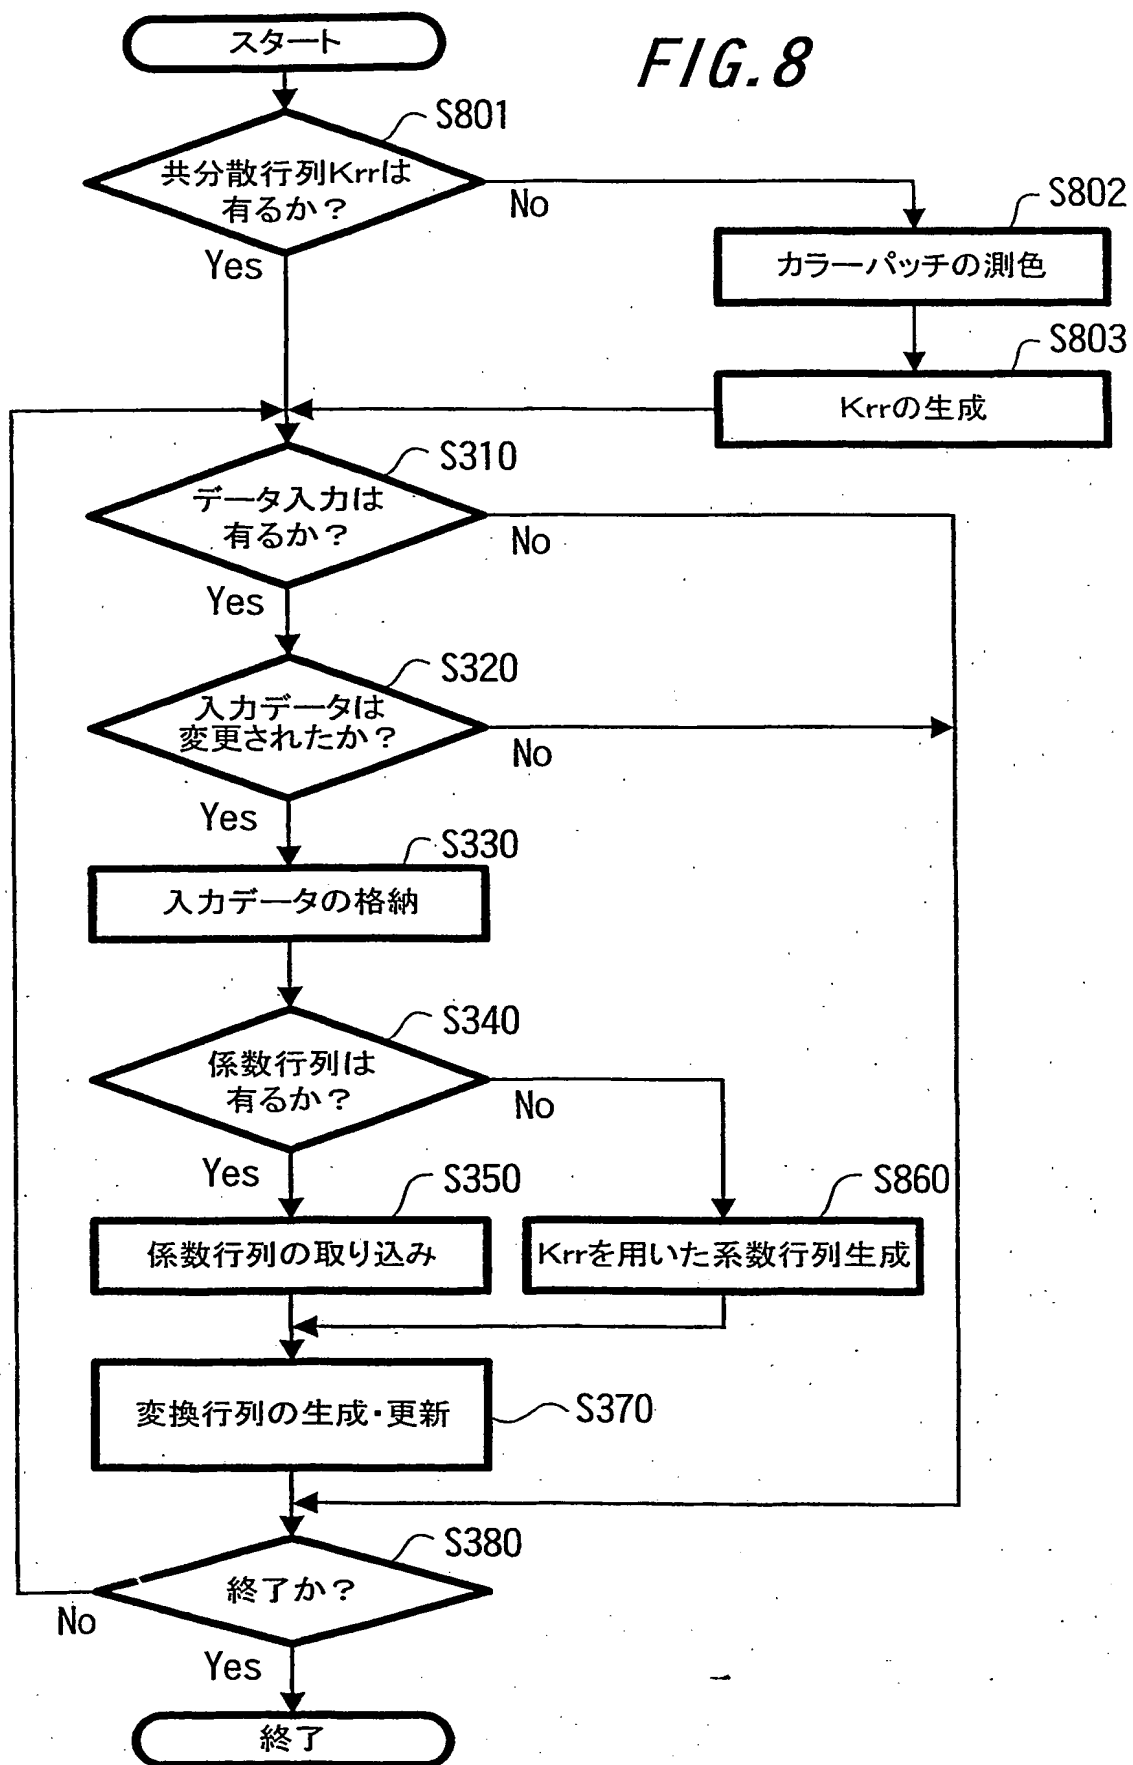 FIG.8
スタート
S801
共分散行列Krrは
有るか？
No
Yes
S802
カラーパッチの測色
S803
Krrの生成
S310
データ入力は
有るか？
No
Yes
S320
入力データは
変更されたか？
No
Yes
S330
入力データの格納
S340
係数行列は
有るか？
No
Yes
S350
係数行列の取り込み
S860
Krrを用いた系数行列生成
変換行列の生成・更新
S370
S380
終了か？
No
Yes
終了